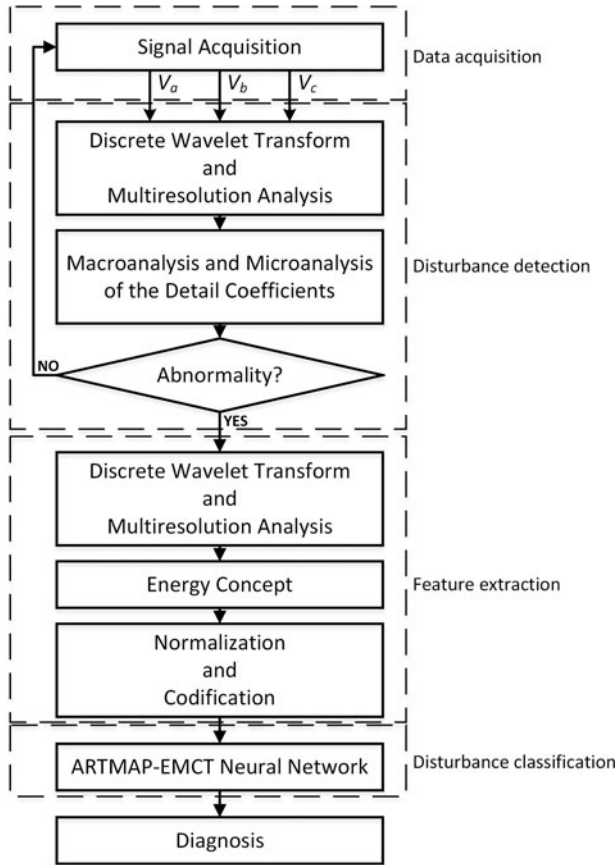 Signal Acquisition
Data acquisition
Va
Vb
Vc
Discrete Wavelet Transform
and
Multiresolution Analysis
Macroanalysis and Microanalysis
of the Detail Coefficients
Disturbance detection
NO
Abnormality?
YES
Discrete Wavelet Transform
and
Multiresolution Analysis
Energy Concept
Feature extraction
Normalization
and
Codification
ARTMAP-EMCT Neural Network
Disturbance classification
Diagnosis